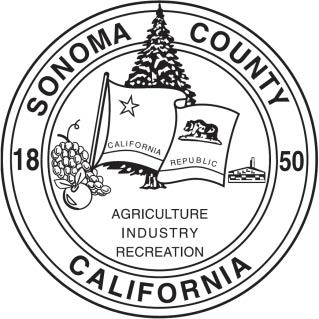 SONOMA COUNTY
18 50
CALIFORNIA
REPUBLIC
AGRICULTURE
INDUSTRY
RECREATION
CALIFORNIA